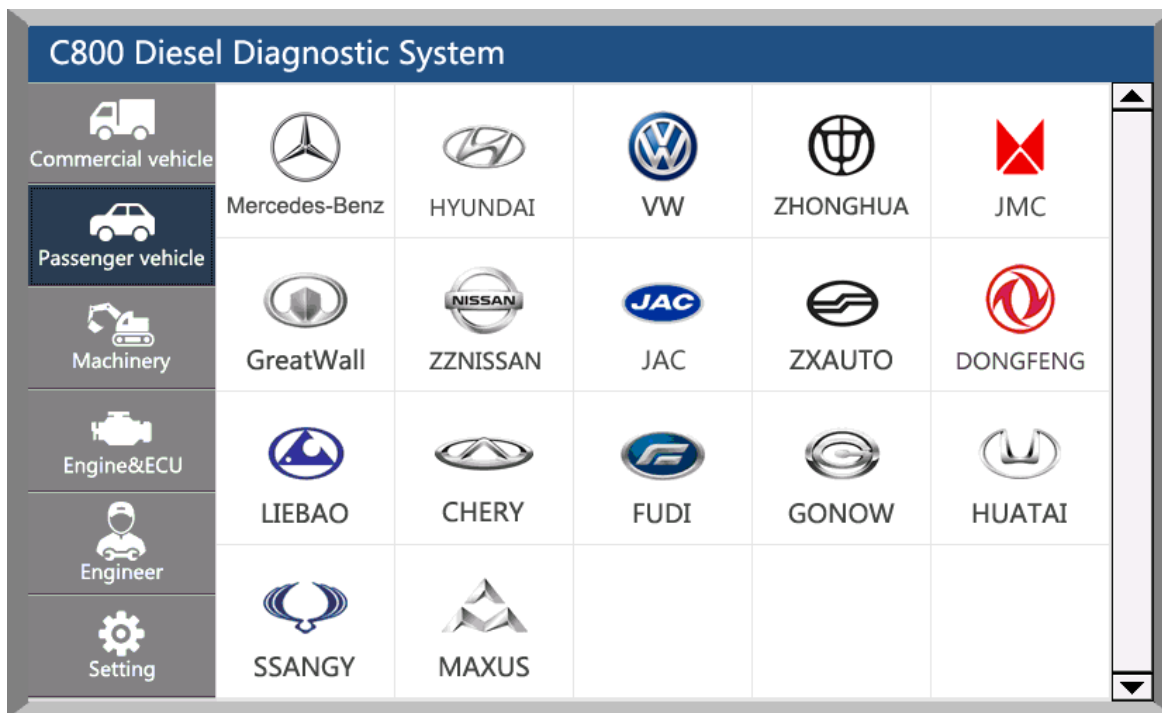 C800 Diesel Diagnostic System
Commercial vehicle
Passenger vehicle
Machinery
Engine&ECU
Engineer
Setting
Mercedes-Benz
HYUNDAI
VW
ZHONGHUA
JMC
NISSAN
JAC
GreatWall
ZZNISSAN
JAC
ZXAUTO
DONGFENG
LIEBAO
CHERY
FUDI
GONOW
HUATAI
SSANGY
MAXUS